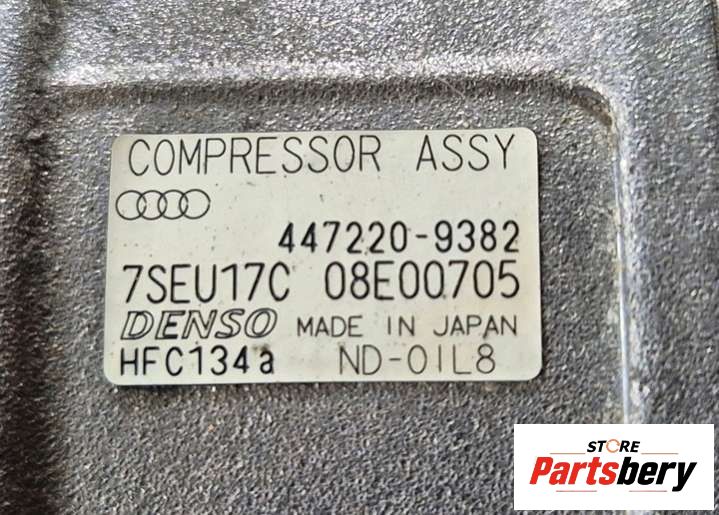 COMPRESSOR ASSY
447220-9382
7SEU17C 08E00705
DENSO MADE IN JAPAN
HFC134a ND-OIL8
STORE
Partsbery